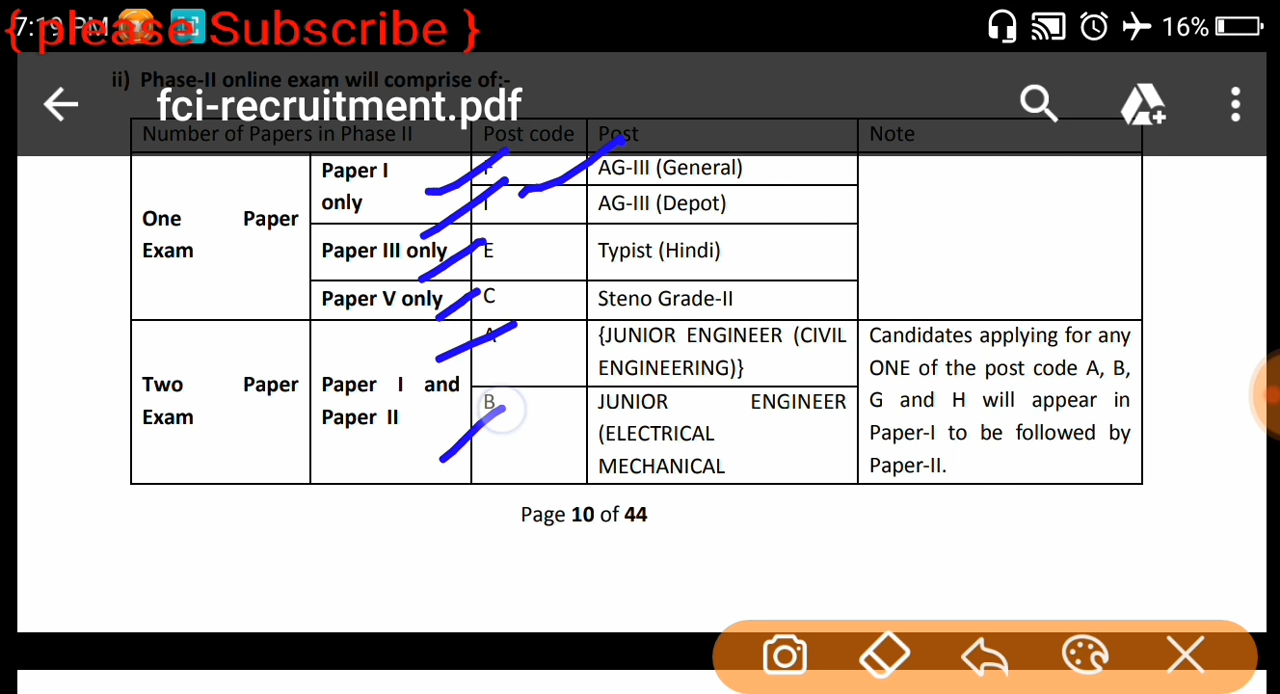 7:19 PM
{ please Subscribe }
16%
ii) Phase-II online exam will comprise of:-
fci-recruitment.pdf
Number of Papers in Phase II Post code Post Note
One Paper Exam
Paper I only
AG-III (General)
I AG-III (Depot)
Paper III only E Typist (Hindi)
Paper V only C Steno Grade-II
Two Paper Exam
Paper I and Paper II
A {JUNIOR ENGINEER (CIVIL
ENGINEERING)}
B JUNIOR ENGINEER
(ELECTRICAL
MECHANICAL
Candidates applying for any
ONE of the post code A, B,
G and H will appear in
Paper-I to be followed by
Paper-II.
Page 10 of 44